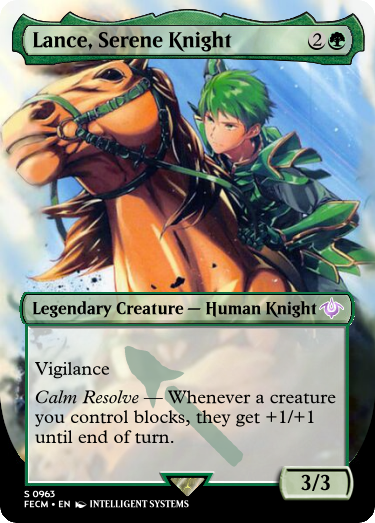 Lance, Serene Knight 2
Legendary Creature — Human Knight
Vigilance
Calm Resolve — Whenever a creature
you control blocks, they get +1/+1
until end of turn.
3/3
S 0963
FECM • EN INTELLIGENT SYSTEMS